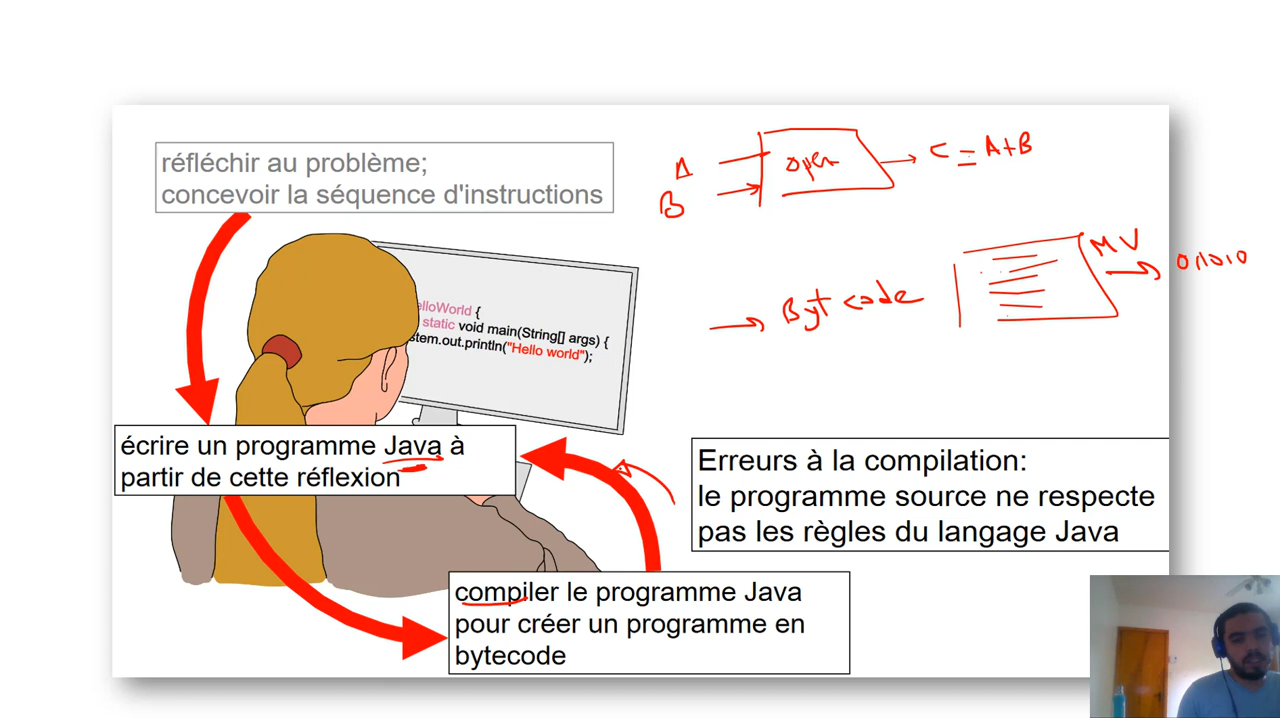 réfléchir au problème;
concevoir la séquence d'instructions
A
B
oper
C = A+B
elloWorld {
static void main(String[] args) {
stem.out.println("Hello world");
Byt code
MV
01010
écrire un programme Java à
partir de cette réflexion
Erreurs à la compilation:
le programme source ne respecte
pas les règles du langage Java
compiler le programme Java
pour créer un programme en
bytecode